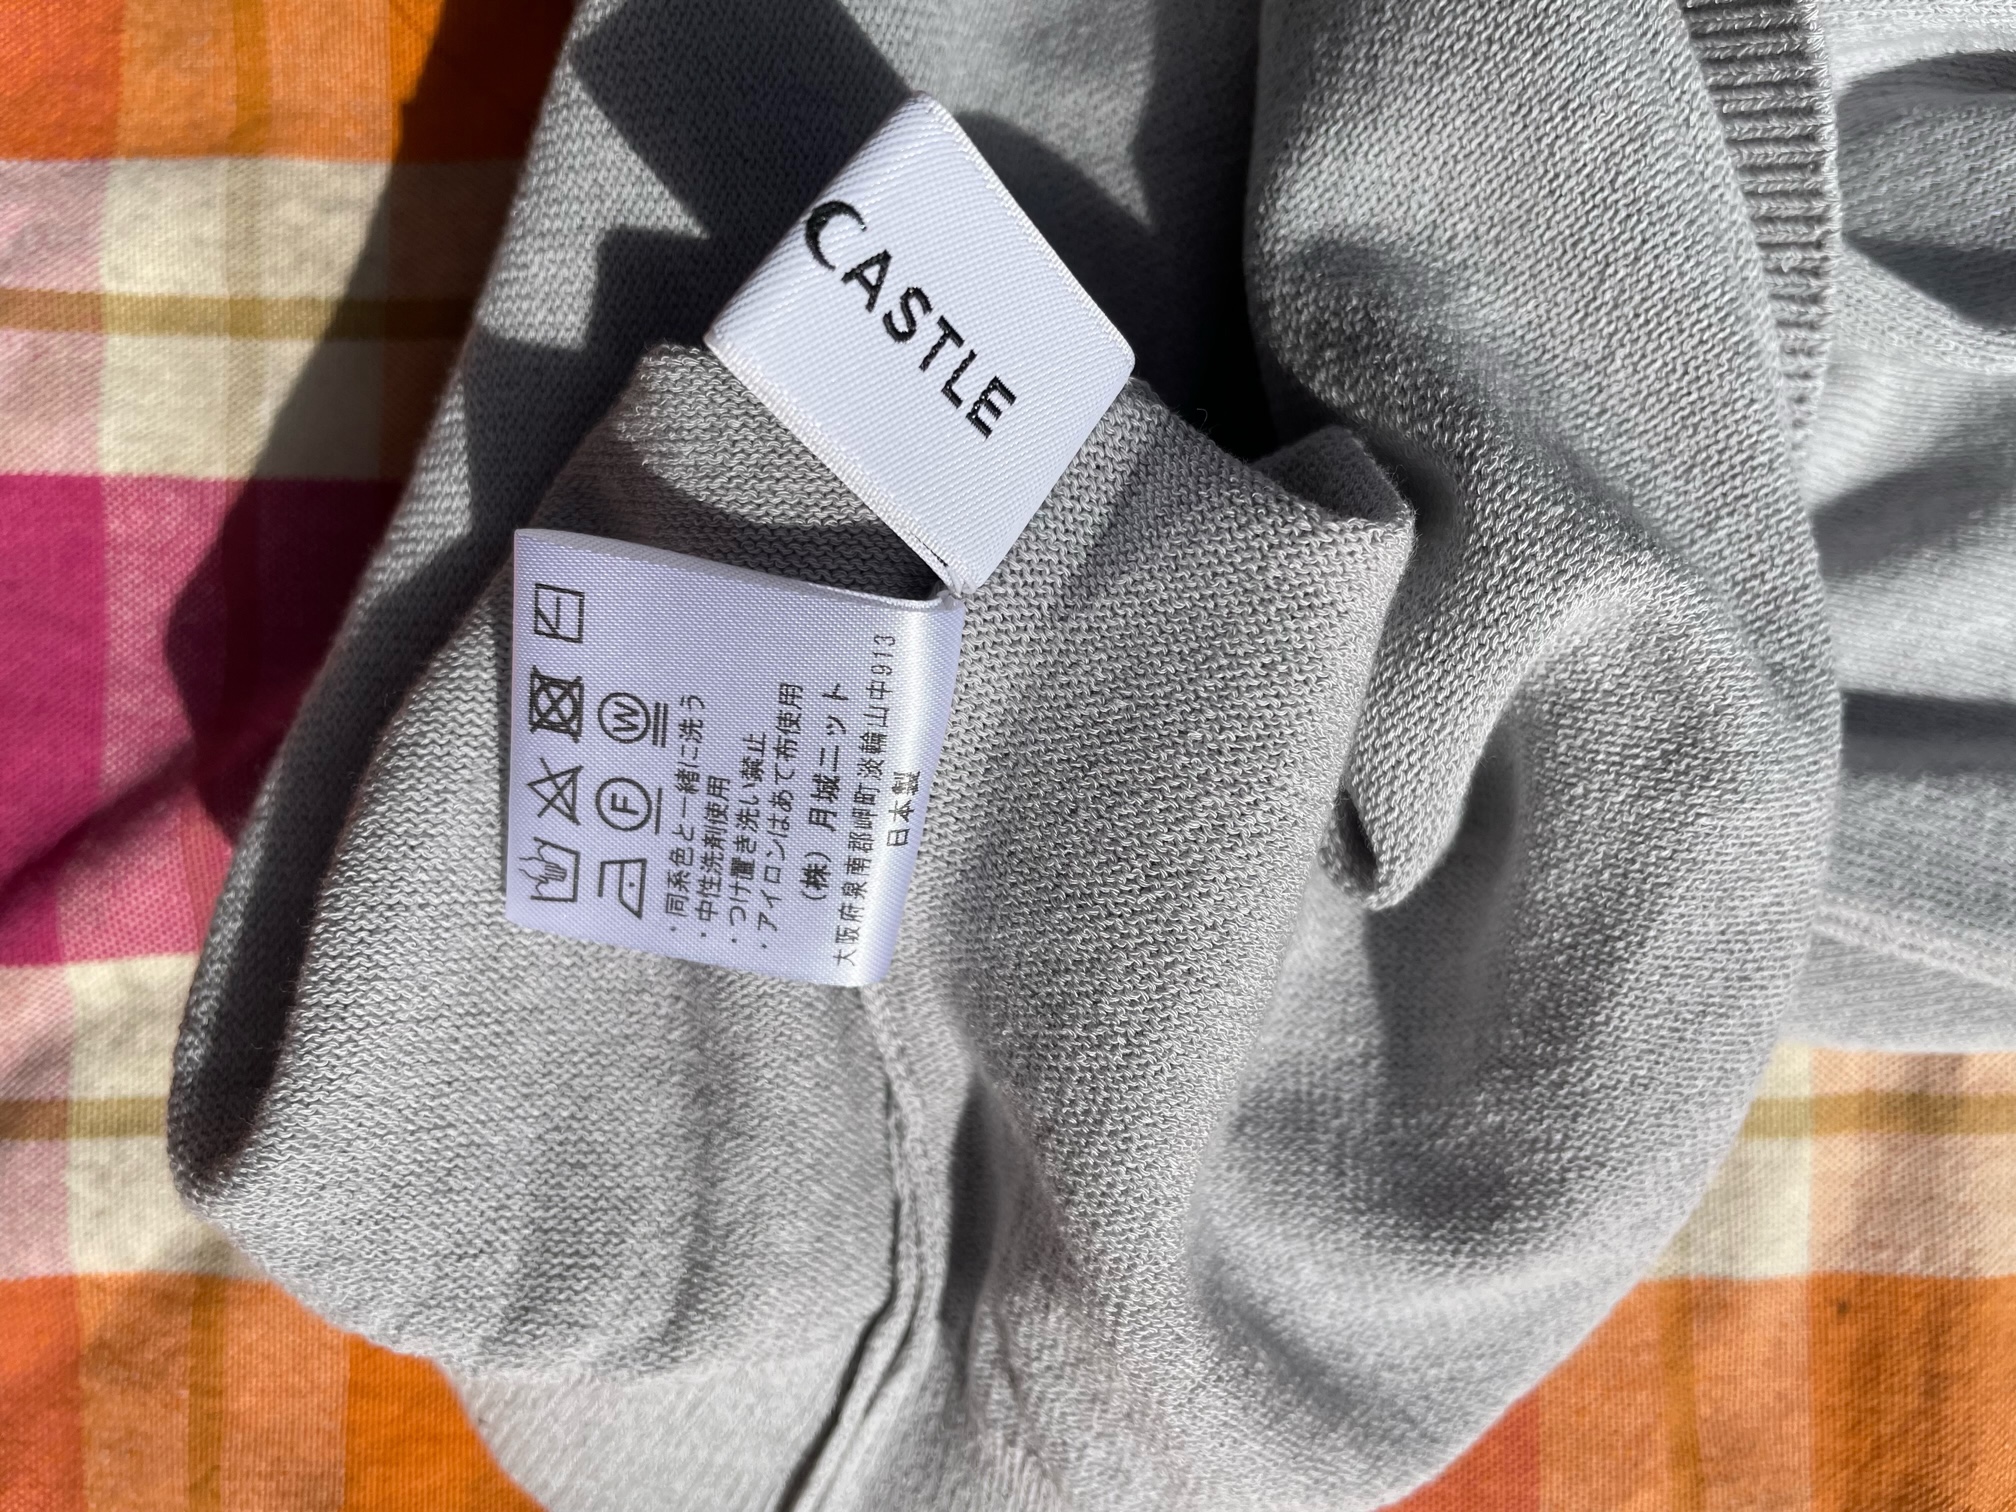 CASTLE
F
W
・同系色と一緒に洗う
・中性洗剤使用
・つけ置き洗い禁止
・アイロンはあて布使用
(株) 月城ニット
大阪府泉南郡岬町淡輪山中913
日本製